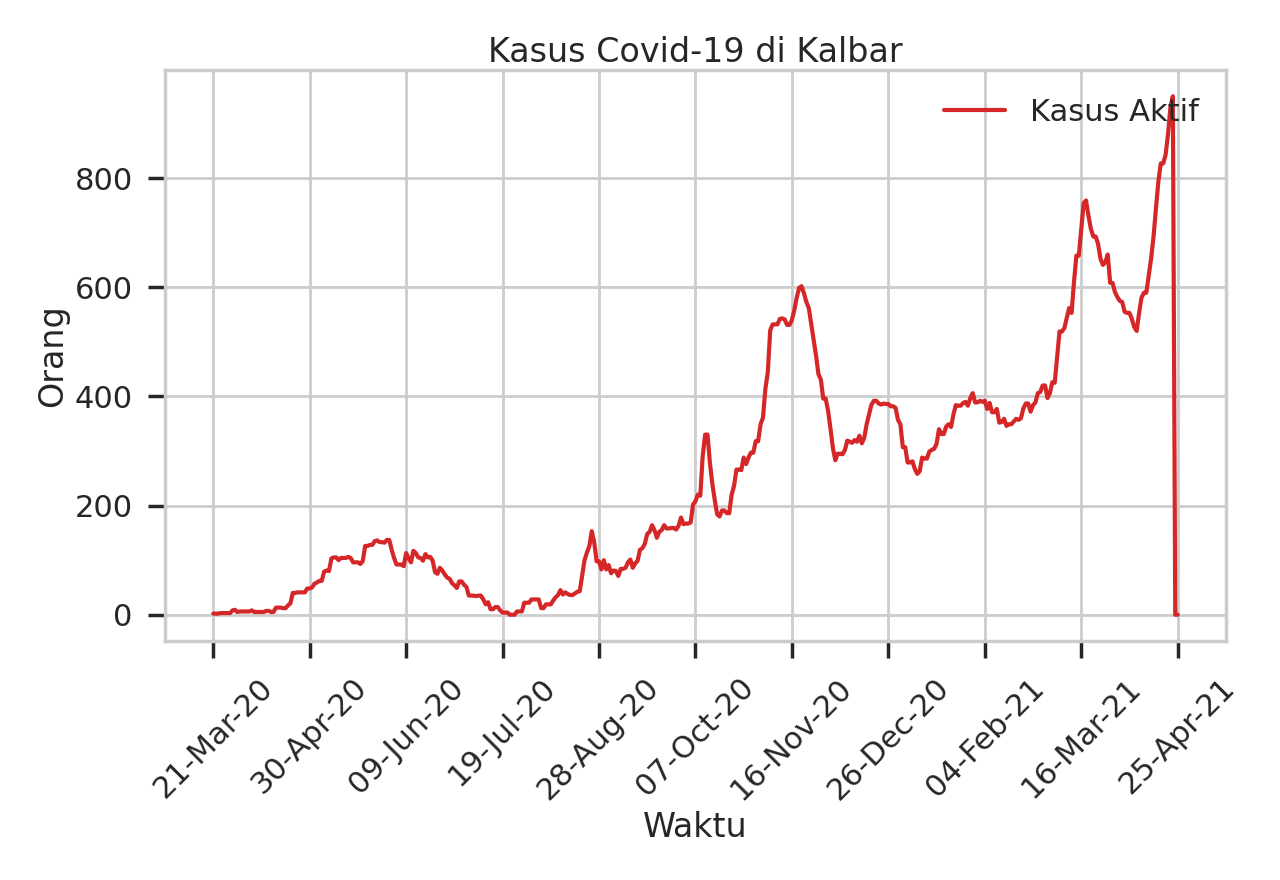 Kasus Covid-19 di Kalbar
Kasus Aktif
Orang
800
600
400
200
0
21-Mar-20
30-Apr-20
09-Jun-20
19-Jul-20
28-Aug-20
07-Oct-20
16-Nov-20
26-Dec-20
04-Feb-21
16-Mar-21
25-Apr-21
Waktu